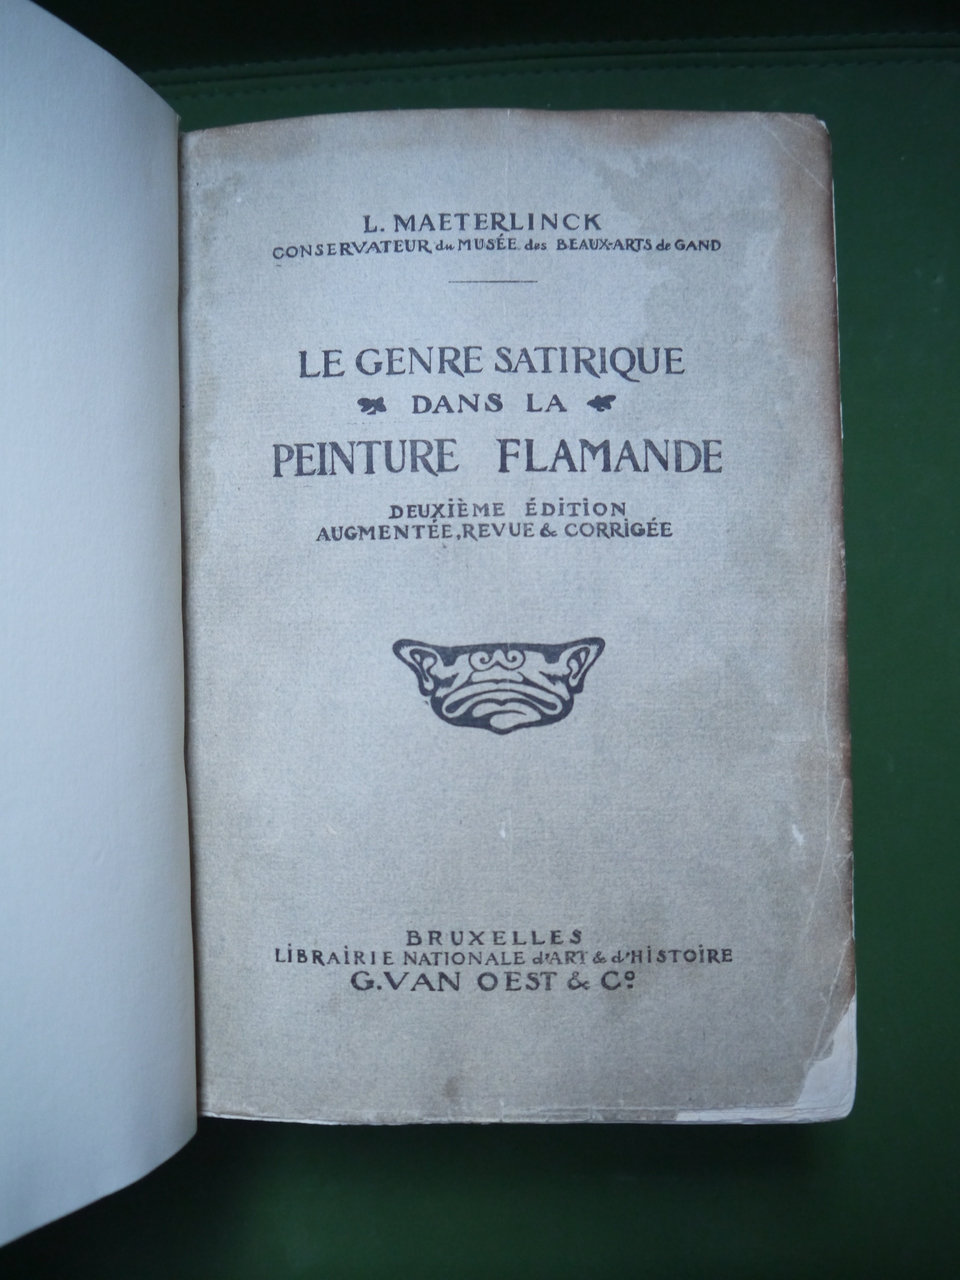 L. MAETERLINCK
CONSERVATEUR du MUSÉE des BEAUX-ARTS de GAND
LE GENRE SATIRIQUE
DANS LA
PEINTURE FLAMANDE
DEUXIÈME ÉDITION
AUGMENTÉE, REVUE & CORRIGÉE
BRUXELLES
LIBRAIRIE NATIONALE d'ART & d'HISTOIRE
G. VAN OEST & Cº